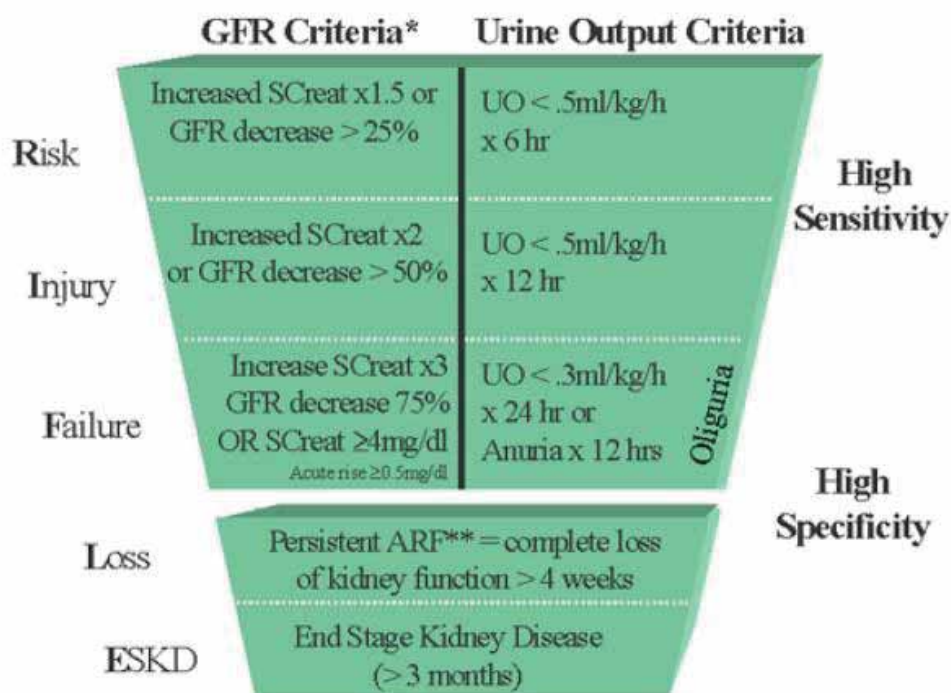 GFR Criteria* Urine Output Criteria
Risk
Increased SCreat x1.5 or
GFR decrease > 25%
UO < .5ml/kg/h
x 6 hr
High
Sensitivity
Injury
Increased SCreat x2
or GFR decrease > 50%
UO < .5ml/kg/h
x 12 hr
Failure
Increase SCreat x3
GFR decrease 75%
OR SCreat ≥4mg/dl
Acute rise ≥0.5mg/dl
UO < .3ml/kg/h
x 24 hr or
Anuria x 12 hrs
Oliguria
High
Specificity
Loss
Persistent ARF** = complete loss
of kidney function > 4 weeks
ESKD
End Stage Kidney Disease
(> 3 months)